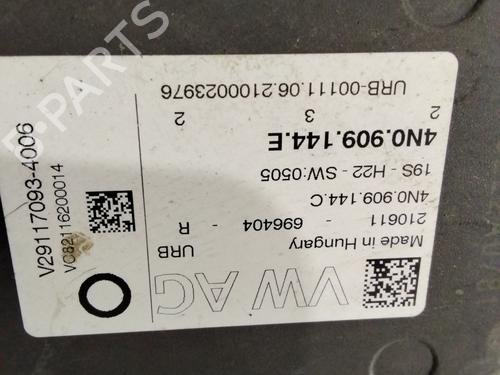 VW AG
Made in Hungary
210611 - 696404 URB
4N0.909.144.C R
19S - H22 - SW:0505
4N0.909.144.E
2 3 2
URB-00111.06.2100023976
V29117093-4006
VC82116200014
B-PARTS